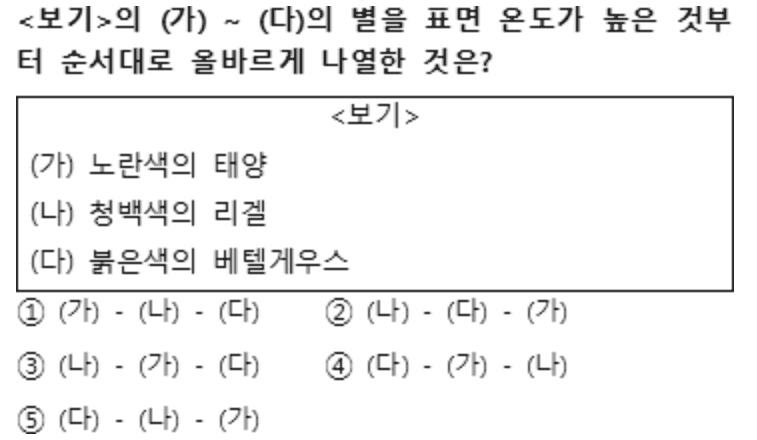 <보기>의 (가) ~ (다)의 별을 표면 온도가 높은 것부
터 순서대로 올바르게 나열한 것은?
<보기>
(가) 노란색의 태양
(나) 청백색의 리겔
(다) 붉은색의 베텔게우스
① (가) - (나) - (다) ② (나) - (다) - (가)
③ (나) - (가) - (다) ④ (다) - (가) - (나)
⑤ (다) - (나) - (가)